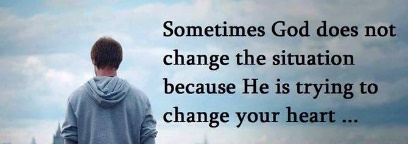 Sometimes God does not
change the situation
because He is trying to
change your heart ...